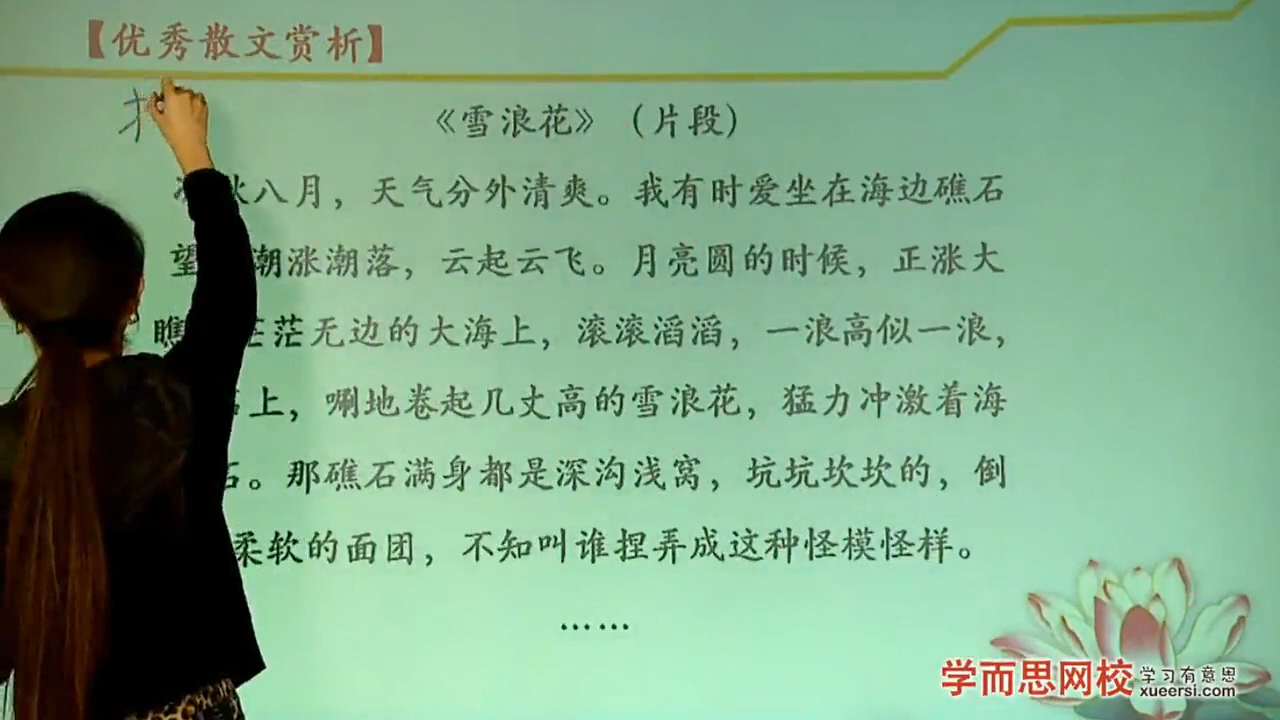 【优秀散文赏析】
《雪浪花》（片段）
秋八月，天气分外清爽。我有时爱坐在海边礁石
望 潮涨潮落，云起云飞。月亮圆的时候，正涨大
瞧 茫茫无边的大海上，滚滚滔滔，一浪高似一浪，
上，唰地卷起几丈高的雪浪花，猛力冲激着海
石。那礁石满身都是深沟浅窝，坑坑坎坎的，倒
柔软的面团，不知叫谁捏弄成这种怪模怪样。
……
学而思网校 学习有意思
xueersi.com